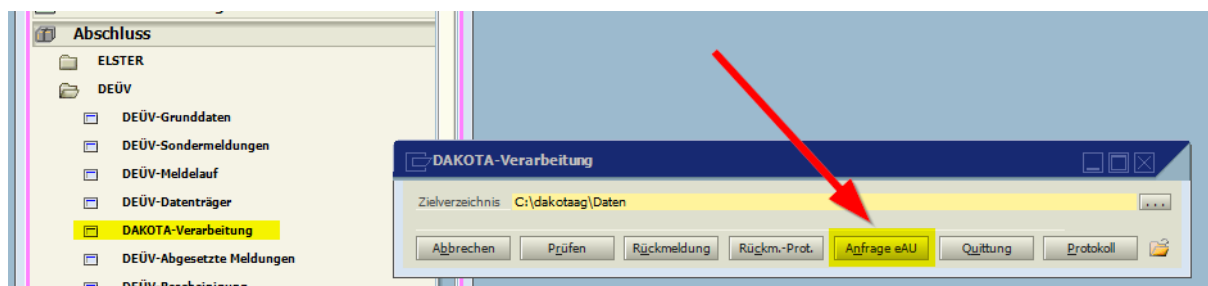 Abschluss
ELSTER
DEÜV
DEÜV-Grunddaten
DEÜV-Sondermeldungen
DEÜV-Meldelauf
DEÜV-Datenträger
DAKOTA-Verarbeitung
DEÜV-Abgesetzte Meldungen
DAKOTA-Verarbeitung
Zielverzeichnis C:\dakotaag\Daten ...
Abbrechen Prüfen Rückmeldung Rückm.-Prot. Anfrage eAU Quittung Protokoll